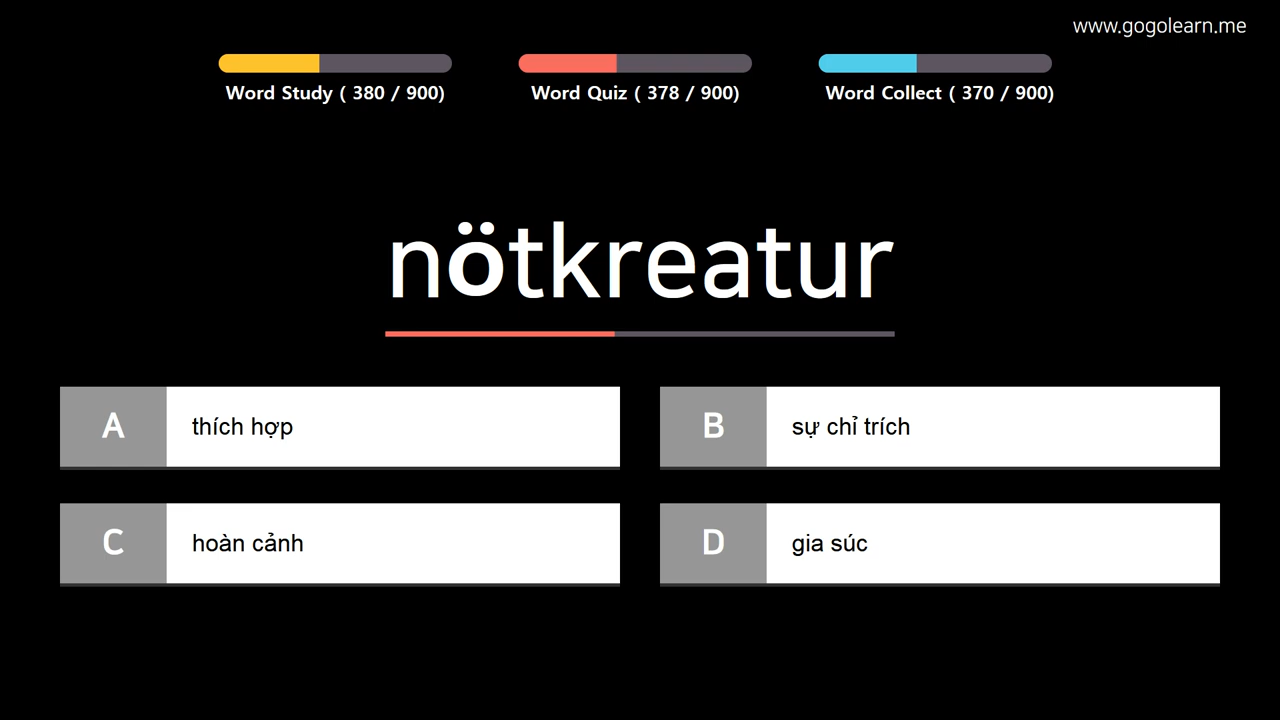 www.gogolearn.me
Word Study ( 380 / 900)
Word Quiz ( 378 / 900)
Word Collect ( 370 / 900)
nötkreatur
A thích hợp
B sự chỉ trích
C hoàn cảnh
D gia súc